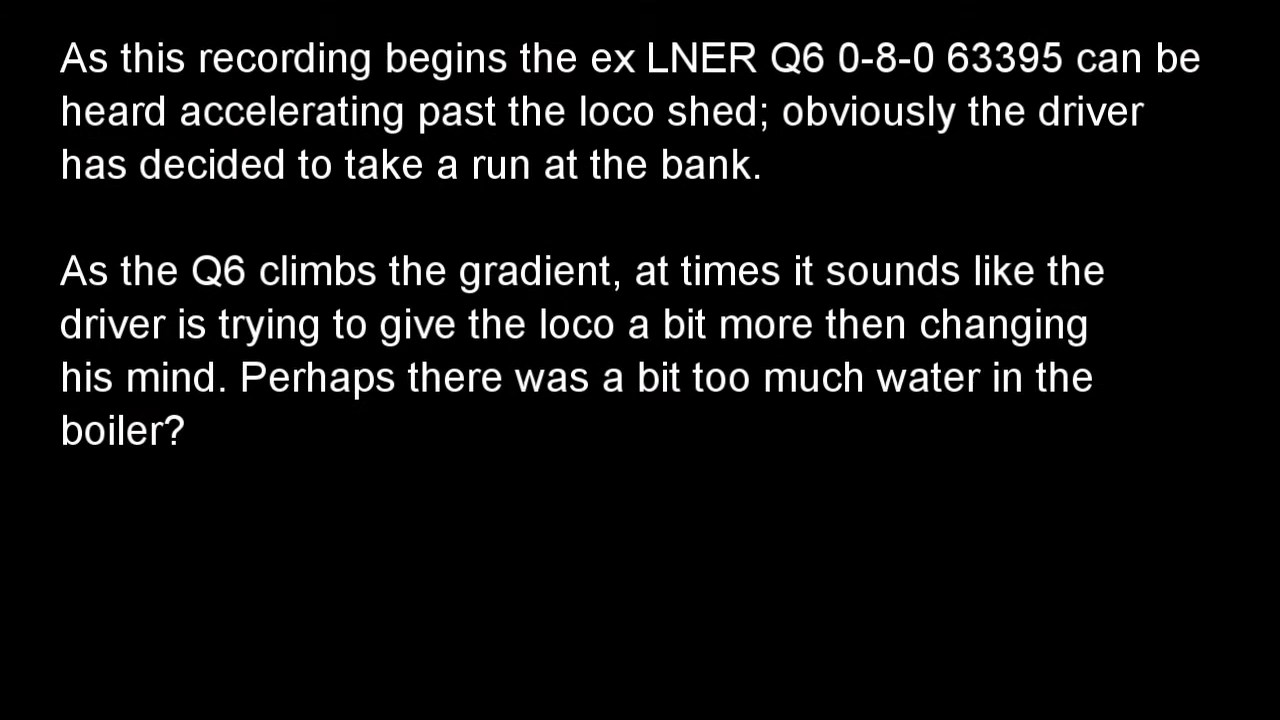 As this recording begins the ex LNER Q6 0-8-0 63395 can be
heard accelerating past the loco shed; obviously the driver
has decided to take a run at the bank.
As the Q6 climbs the gradient, at times it sounds like the
driver is trying to give the loco a bit more then changing
his mind. Perhaps there was a bit too much water in the
boiler?